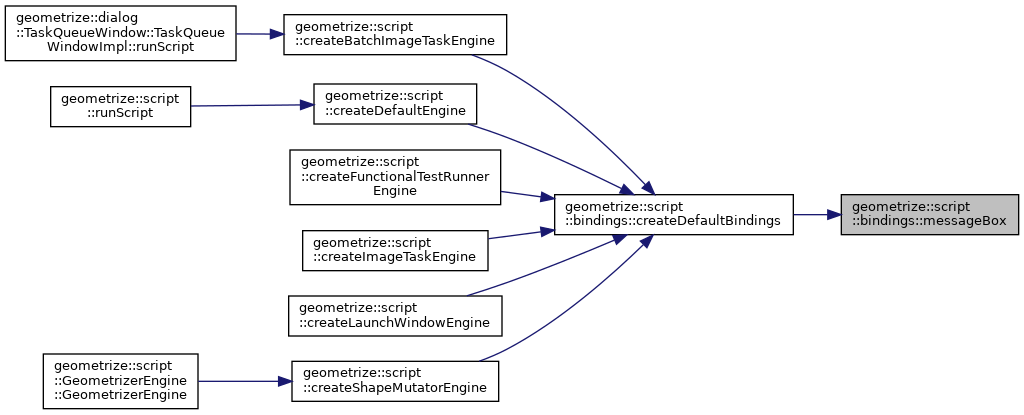 geometrize::dialog
::TaskQueueWindow::TaskQueue
WindowImpl::runScript
geometrize::script
::createBatchImageTaskEngine
geometrize::script
::runScript
geometrize::script
::createDefaultEngine
geometrize::script
::createFunctionalTestRunner
Engine
geometrize::script
::createImageTaskEngine
geometrize::script
::createLaunchWindowEngine
geometrize::script
::GeometrizerEngine
::GeometrizerEngine
geometrize::script
::createShapeMutatorEngine
geometrize::script
::bindings::createDefaultBindings
geometrize::script
::bindings::messageBox